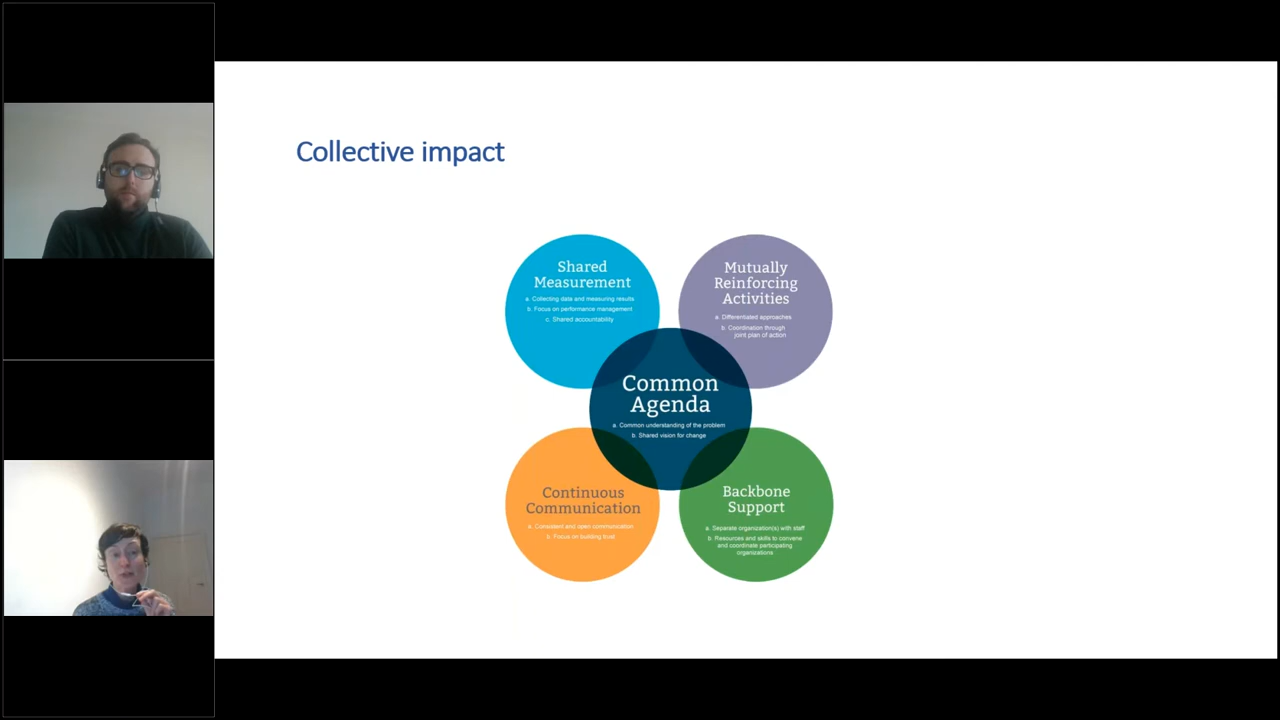 Collective impact
Shared
Measurement
a. Collecting data and measuring results
b. Focus on performance management
c. Shared accountability
Mutually
Reinforcing
Activities
a. Differentiated approaches
b. Coordination through
joint plan of action
Common
Agenda
a. Common understanding of the problem
b. Shared vision for change
Continuous
Communication
a. Consistent and open communication
b. Focus on building trust
Backbone
Support
a. Separate organization(s) with staff
b. Resources and skills to convene
and coordinate participating
organizations